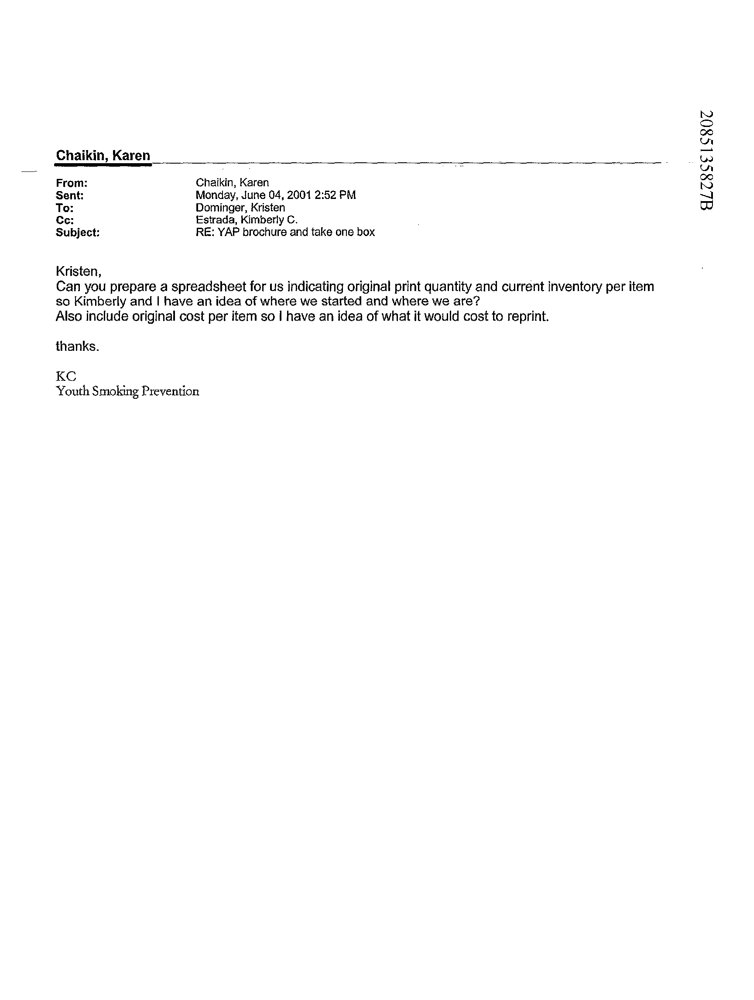 2085135827B
Chaikin, Karen
From: Chaikin, Karen
Sent: Monday, June 04, 2001 2:52 PM
To: Dominger, Kristen
Cc: Estrada, Kimberly C.
Subject: RE: YAP brochure and take one box
Kristen,
Can you prepare a spreadsheet for us indicating original print quantity and current inventory per item
so Kimberly and I have an idea of where we started and where we are?
Also include original cost per item so I have an idea of what it would cost to reprint.
thanks.
KC
Youth Smoking Prevention